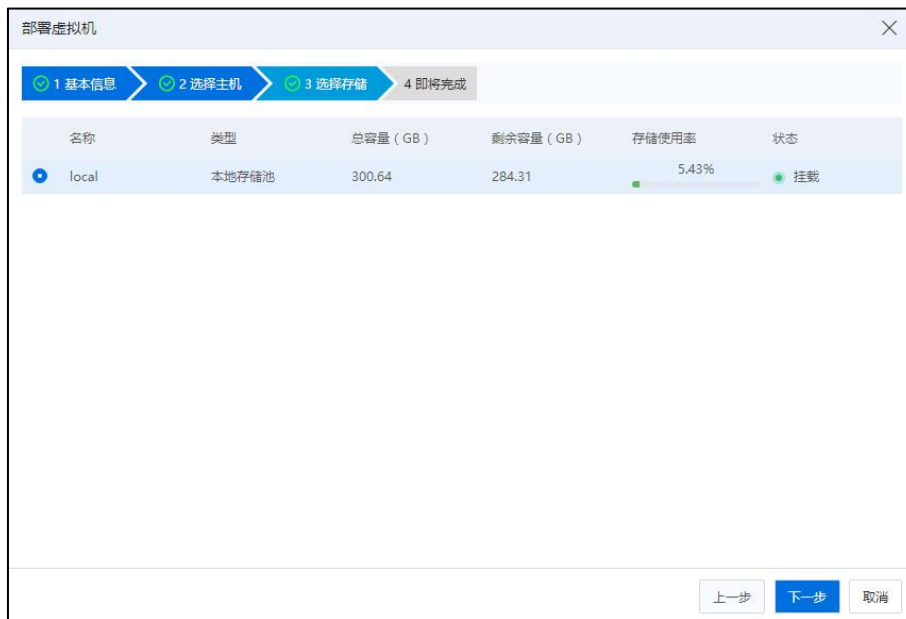 部署虚拟机
1 基本信息 2 选择主机 3 选择存储 4 即将完成
名称 类型 总容量（GB） 剩余容量（GB） 存储使用率 状态
local 本地存储池 300.64 284.31 5.43% 挂载
上一步 下一步 取消